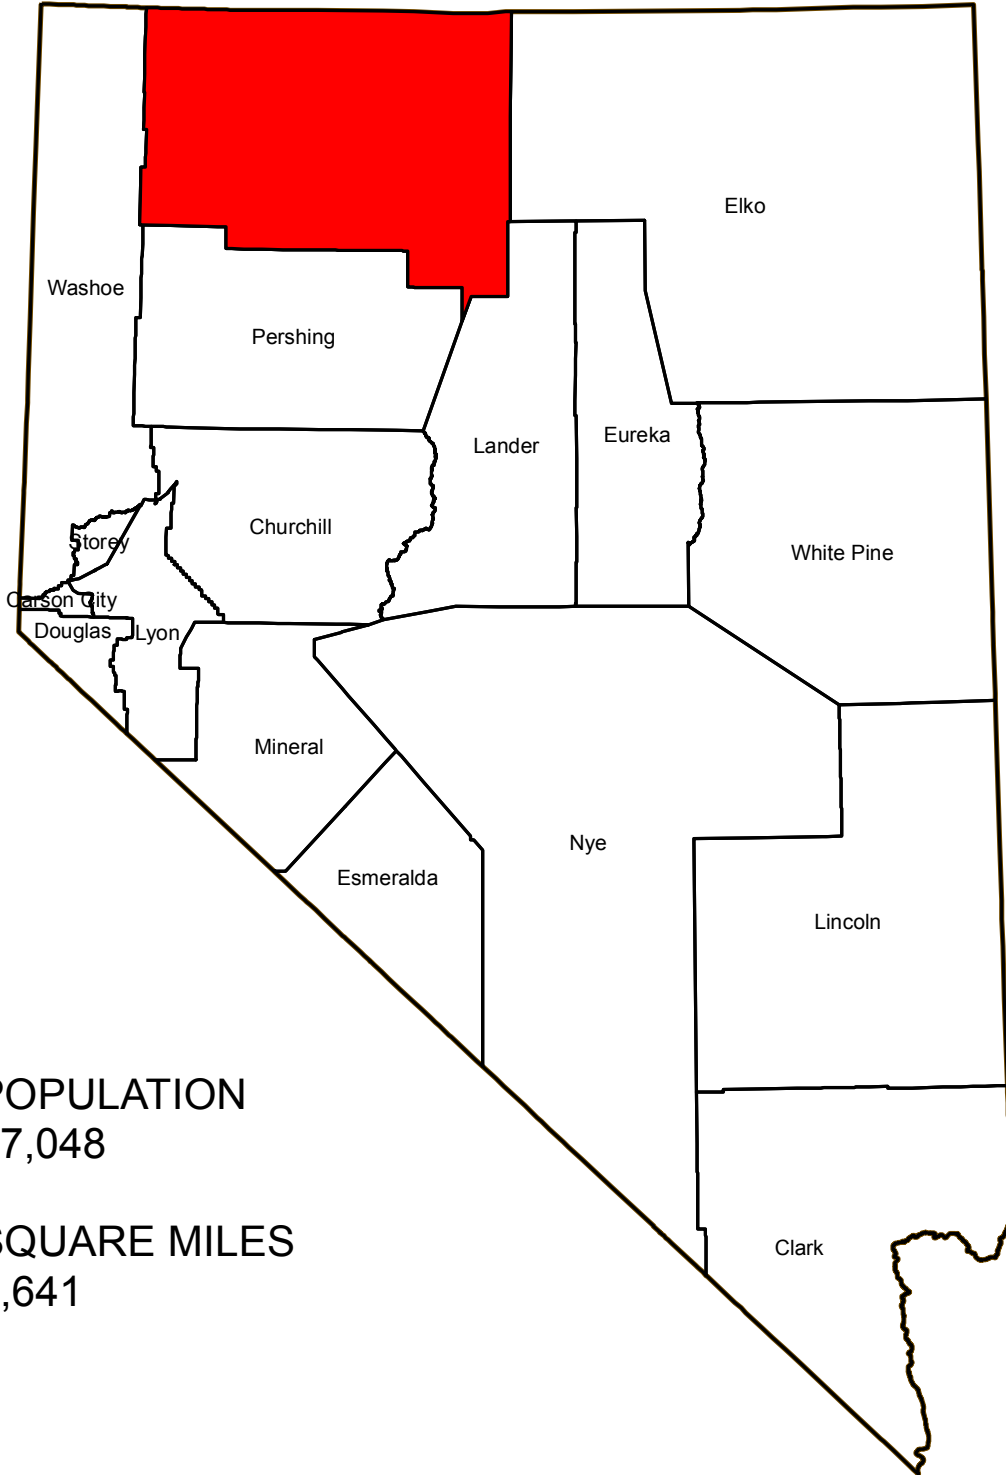 Elko
Washoe
Pershing
Eureka
Lander
Churchill
Storey
White Pine
Carson City
Douglas
Lyon
Mineral
Nye
Esmeralda
Lincoln
POPULATION
7,048
SQUARE MILES
,641
Clark